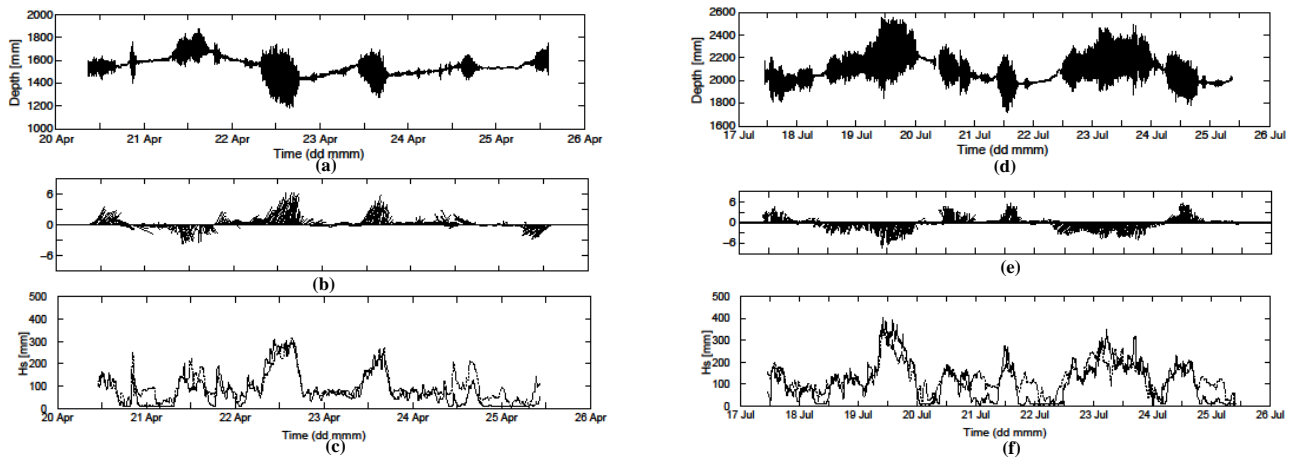 2000
1800
1600
1400
1200
1000
Depth [mm]
20 Apr 21 Apr 22 Apr 23 Apr 24 Apr 25 Apr 26 Apr
Time (dd mmm)
(a)
6
0
−6
(b)
500
400
300
200
100
0
Hs [mm]
20 Apr 21 Apr 22 Apr 23 Apr 24 Apr 25 Apr 26 Apr
Time (dd mmm)
(c)
2600
2400
2200
2000
1800
1600
Depth [mm]
17 Jul 18 Jul 19 Jul 20 Jul 21 Jul 22 Jul 23 Jul 24 Jul 25 Jul 26 Jul
Time (dd mmm)
(d)
6
0
−6
(e)
500
400
300
200
100
0
Hs [mm]
17 Jul 18 Jul 19 Jul 20 Jul 21 Jul 22 Jul 23 Jul 24 Jul 25 Jul 26 Jul
Time (dd mmm)
(f)